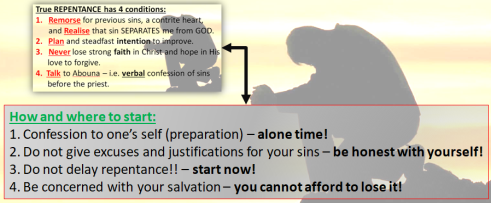 True REPENTANCE has 4 conditions:
1. Remorse for previous sins, a contrite heart,
and Realise that sin SEPARATES me from GOD.
2. Plan and steadfast intention to improve.
3. Never lose strong faith in Christ and hope in His
love to forgive.
4. Talk to Abouna – i.e. verbal confession of sins
before the priest.
How and where to start:
1. Confession to one's self (preparation) – alone time!
2. Do not give excuses and justifications for your sins – be honest with yourself!
3. Do not delay repentance!! – start now!
4. Be concerned with your salvation – you cannot afford to lose it!